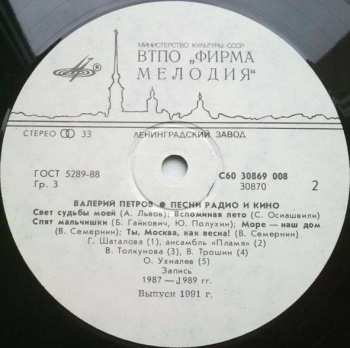 МИНИСТЕРСТВО КУЛЬТУРЫ СССР
ВТПО „ФИРМА
МЕЛОДИЯ"
СТЕРЕО 33
ЛЕНИНГРАДСКИЙ ЗАВОД
ГОСТ 5289-88
Гр. 3
С60 30869 008
30870
2
ВАЛЕРИЙ ПЕТРОВ ● ПЕСНИ РАДИО И КИНО
Свет судьбы моей (А. Львов); Вспоминая лето (С. Осиашвили)
Спят мальчишки (Б. Гайкович, Ю. Полухин); Море — наш дом
(В. Семернин); Ты, Москва, как весна! (В. Семернин)
Г. Шаталова (1), ансамбль «Пламя» (2)
В. Толкунова (3), В. Трошин (4)
О. Ухналев (5)
Запись
1987—1989 гг.
Выпуск 1991 г.